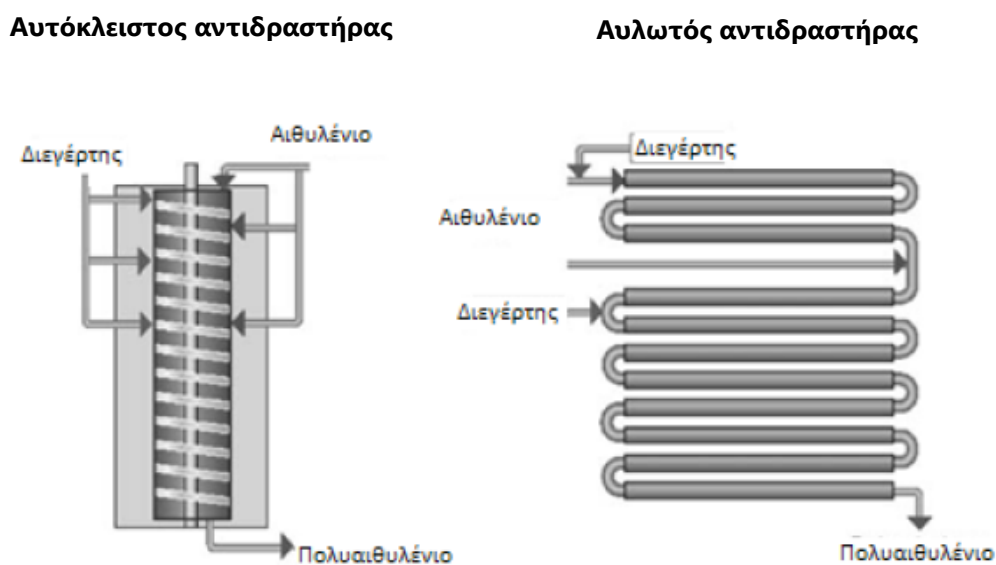 Αυτόκλειστος αντιδραστήρας
Διεγέρτης
Αιθυλένιο
Πολυαιθυλένιο
Αυλωτός αντιδραστήρας
Διεγέρτης
Αιθυλένιο
Διεγέρτης
Πολυαιθυλένιο